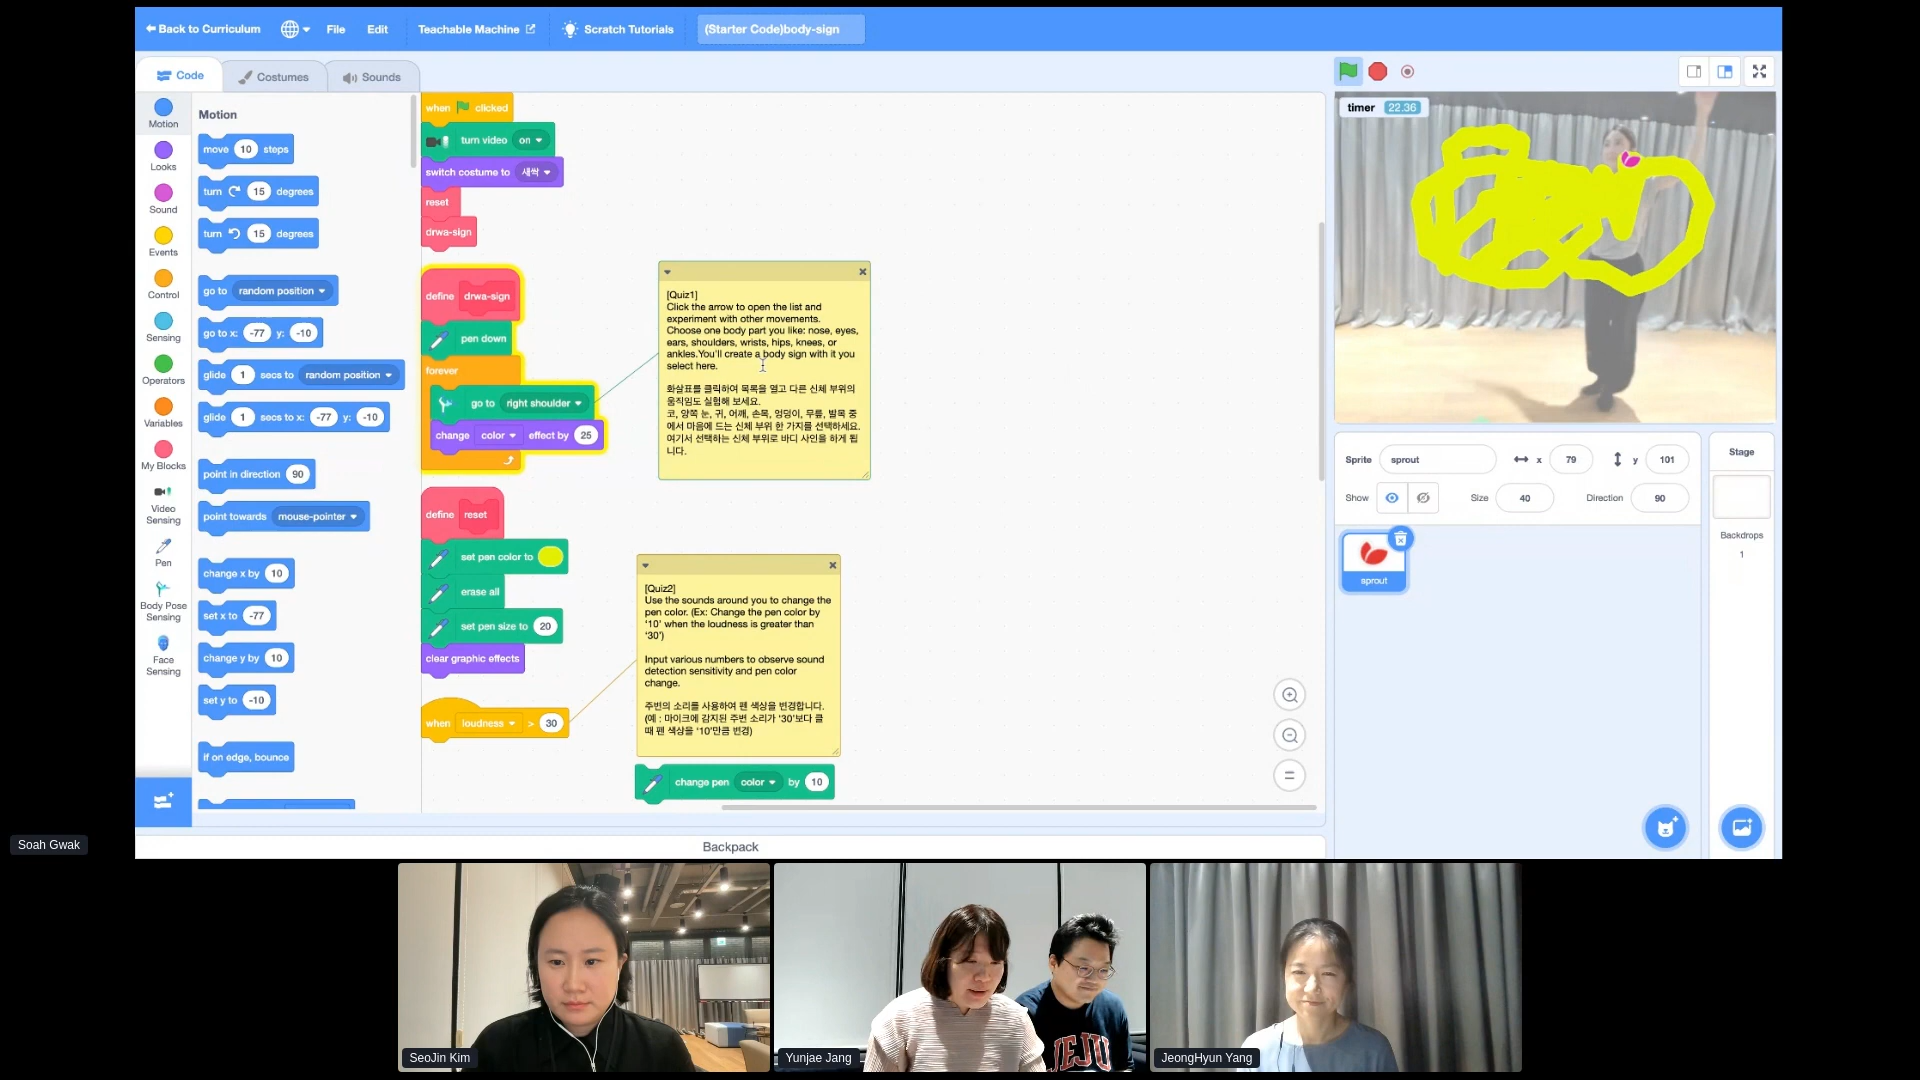 Back to Curriculum
File
Edit
Teachable Machine
Scratch Tutorials
(Starter Code)body-sign
Code
Costumes
Sounds
Motion
Looks
Sound
Events
Control
Sensing
Operators
Variables
My Blocks
Video
Sensing
Pen
Body Pose
Sensing
Face
Sensing
Motion
move 10 steps
turn 15 degrees
turn 15 degrees
go to random position
go to x: -77 y: -10
glide 1 secs to random position
glide 1 secs to x: -77 y: -10
point in direction 90
point towards mouse-pointer
change x by 10
set x to -77
change y by 10
set y to -10
if on edge, bounce
when clicked
turn video on
switch costume to 새싹
reset
drwa-sign
define drwa-sign
pen down
forever
go to right shoulder
change color effect by 25
define reset
set pen color to
erase all
set pen size to 20
clear graphic effects
when loudness > 30
[Quiz1]
Click the arrow to open the list and
experiment with other movements.
Choose one body part you like: nose, eyes,
ears, shoulders, wrists, hips, knees, or
ankles.You'll create a body sign with it you
select here.
화살표를 클릭하여 목록을 열고 다른 신체 부위의
움직임도 실험해 보세요.
코, 양쪽 눈, 귀, 어깨, 손목, 엉덩이, 무릎, 발목 중
에서 마음에 드는 신체 부위 한 가지를 선택하세요.
여기서 선택하는 신체 부위로 바디 사인을 하게 됩
니다.
[Quiz2]
Use the sounds around you to change the
pen color. (Ex: Change the pen color by
'10' when the loudness is greater than
'30')
Input various numbers to observe sound
detection sensitivity and pen color
change.
주변의 소리를 사용하여 펜 색상을 변경합니다.
(예 : 마이크에 감지된 주변 소리가 '30'보다 클
때 펜 색상을 '10'만큼 변경)
change pen color by 10
Backpack
timer 22.36
Sprite sprout x 79 y 101
Show Size 40 Direction 90
sprout
Stage
Backdrops
1
Soah Gwak
SeoJin Kim
Yunjae Jang
JEJU
JeongHyun Yang